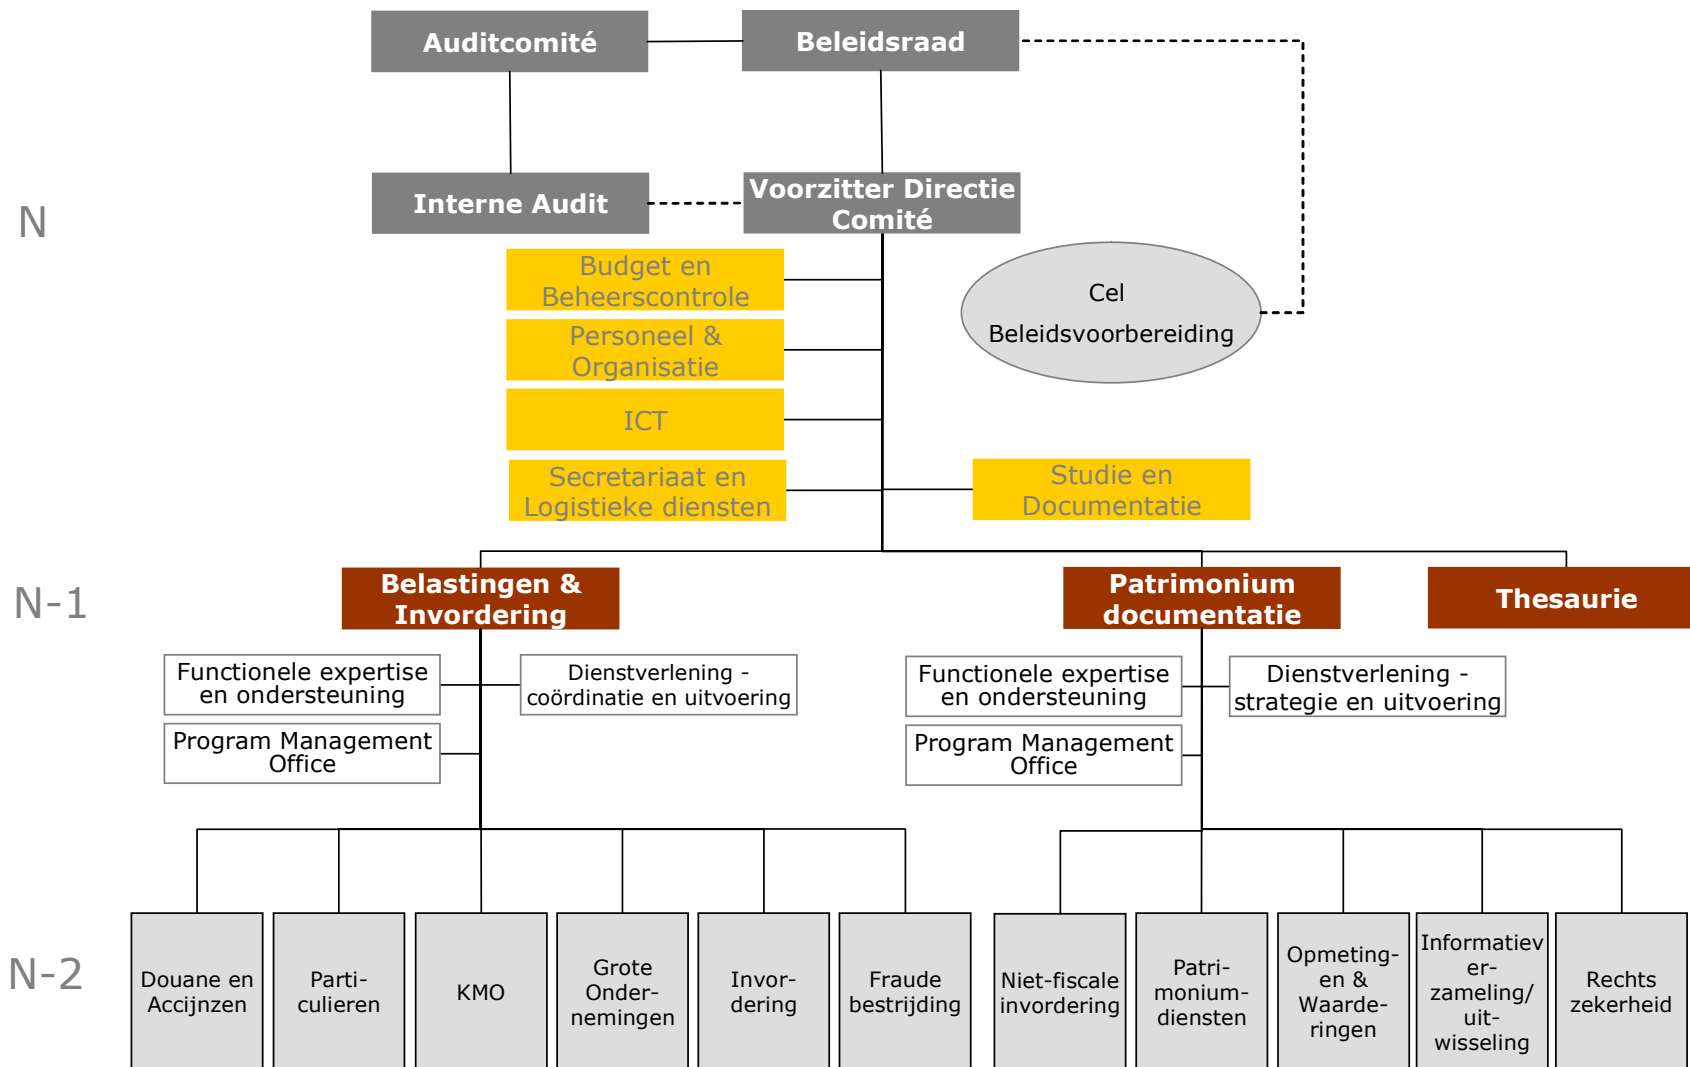 Auditcomité
Beleidsraad
N
Interne Audit
Voorzitter Directie
Comité
Budget en
Beheerscontrole
Cel
Beleidsvoorbereiding
Personeel &
Organisatie
ICT
Secretariaat en
Logistieke diensten
Studie en
Documentatie
N-1
Belastingen &
Invordering
Patrimonium
documentatie
Thesaurie
Functionele expertise
en ondersteuning
Dienstverlening -
coördinatie en uitvoering
Functionele expertise
en ondersteuning
Dienstverlening -
strategie en uitvoering
Program Management
Office
Program Management
Office
N-2
Douane en
Accijnzen
Parti-
culieren
KMO
Grote
Onder-
nemingen
Invor-
dering
Fraude
bestrijding
Niet-fiscale
invordering
Patri-
monium-
diensten
Opmeting-
en &
Waarde-
ringen
Informatiev
er-
zameling/
uit-
wisseling
Rechts
zekerheid